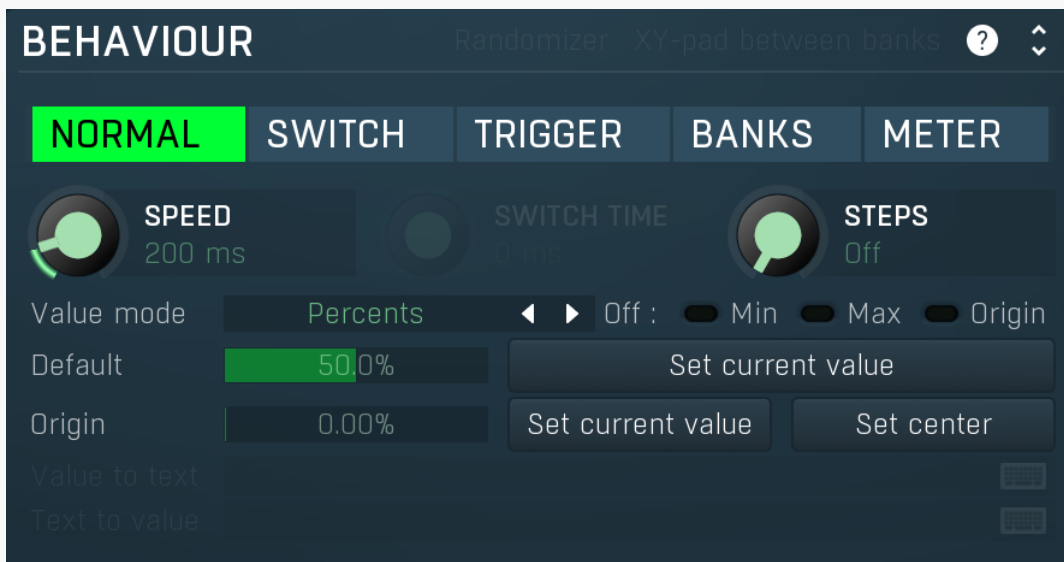 BEHAVIOUR Randomizer XY-pad between banks ?
NORMAL SWITCH TRIGGER BANKS METER
SPEED SWITCH TIME STEPS
200 ms 0 ms Off
Value mode Percents Off : Min Max Origin
Default 50.0% Set current value
Origin 0.00% Set current value Set center
Value to text
Text to value